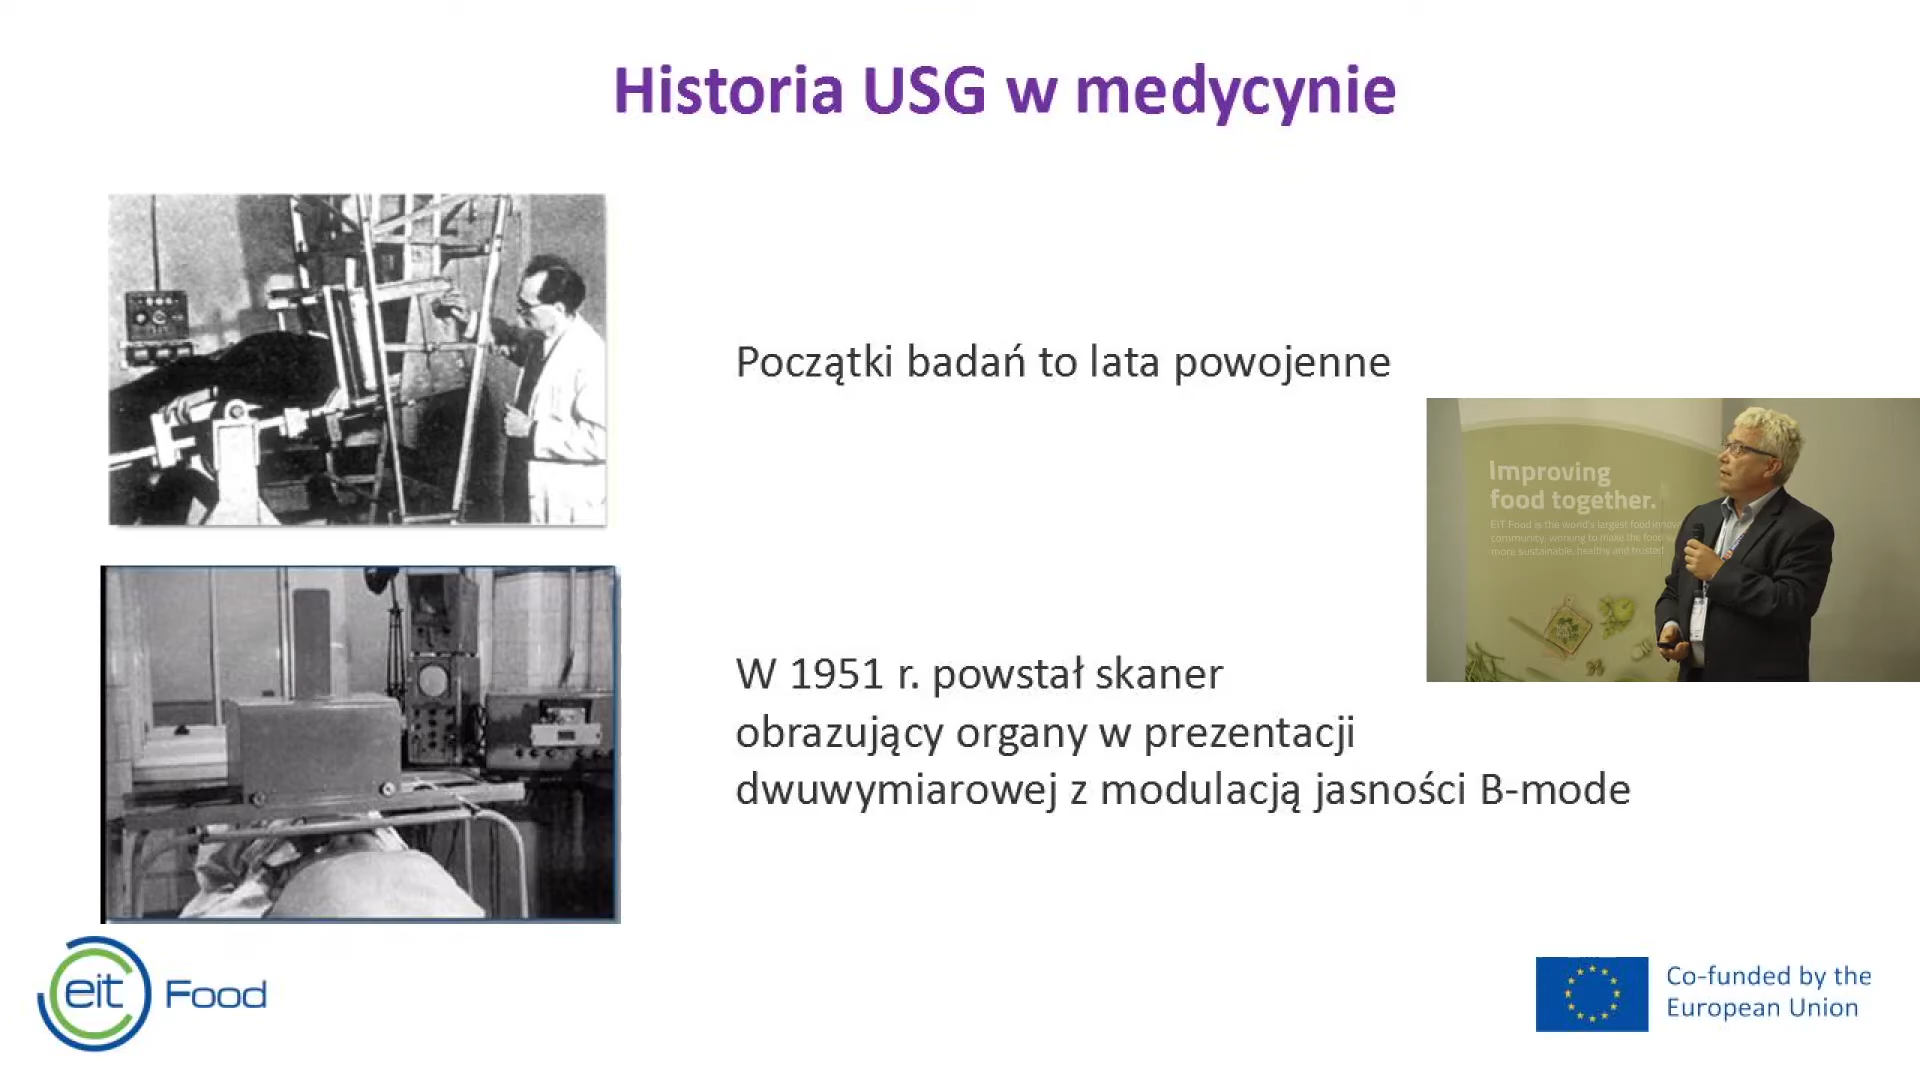 Historia USG w medycynie
Początki badań to lata powojenne
Improving
food together.
EIT Food is the world's largest food innov
community, working to make the food
more sustainable, healthy and trusted
W 1951 r. powstał skaner
obrazujący organy w prezentacji
dwuwymiarowej z modulacją jasności B-mode
eit Food
Co-funded by the
European Union